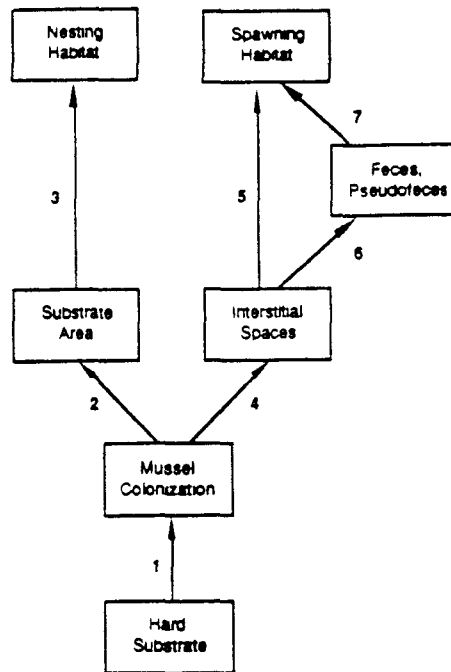 Nesting
Habitat
Spawning
Habitat
7
Feces,
Pseudofeces
3
5
6
Substrate
Area
Interstitial
Spaces
2
4
Mussel
Colonization
1
Hard
Substrate